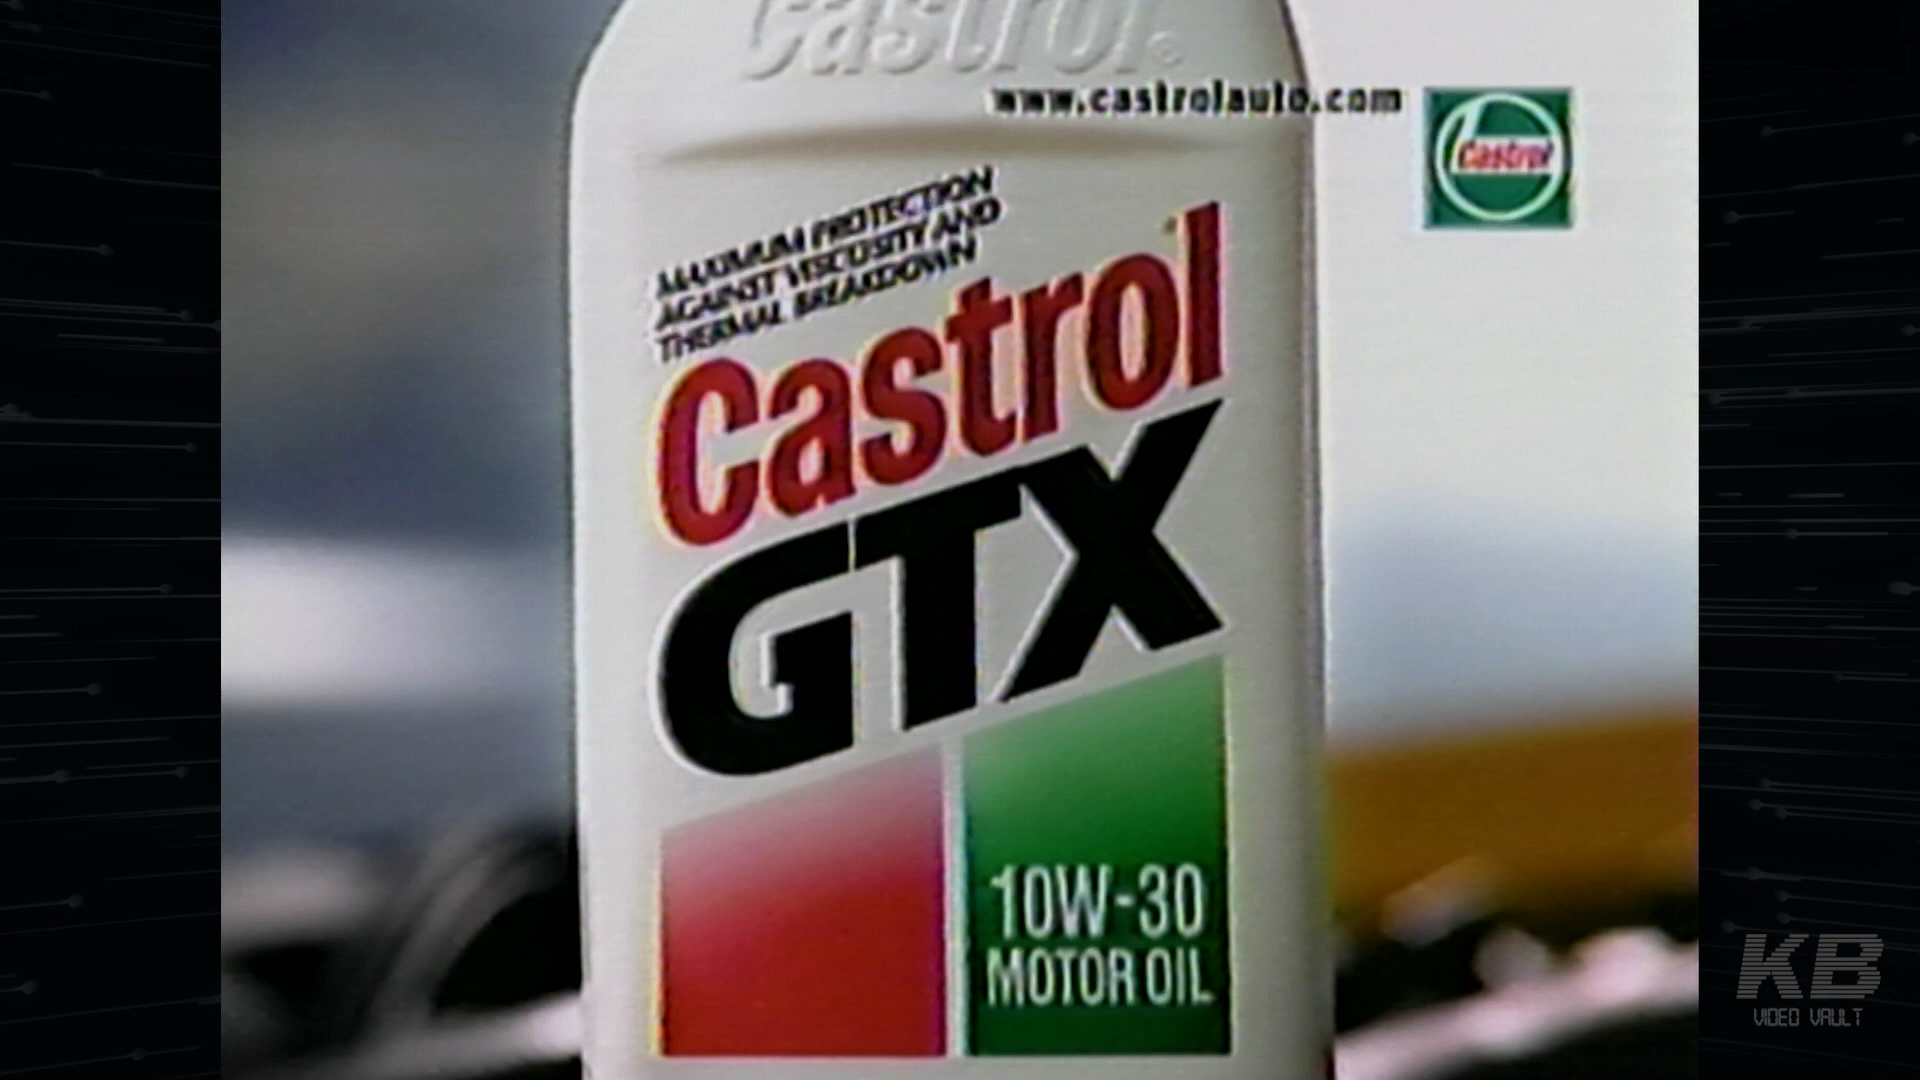 Castrol®
www.castrolauto.com
Castrol
MAXIMUM PROTECTION
AGAINST VISCOSITY AND
THERMAL BREAKDOWN
Castrol
GTX
10W-30
MOTOR OIL
KB
VIDEO VAULT